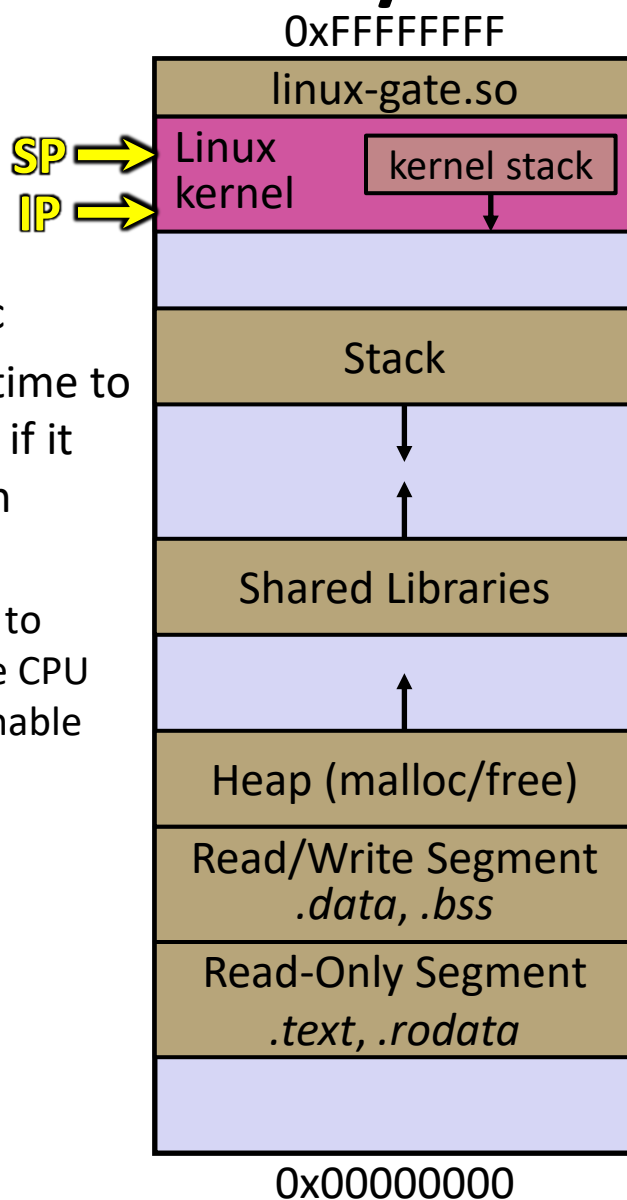 0xFFFFFFFF
linux-gate.so
SP
Linux
kernel stack
IP
kernel
time to
Stack
if it
Shared Libraries
to
CPU
Heap (malloc/free)
Read/Write Segment
.data, .bss
Read-Only Segment
.text, .rodata
0x00000000